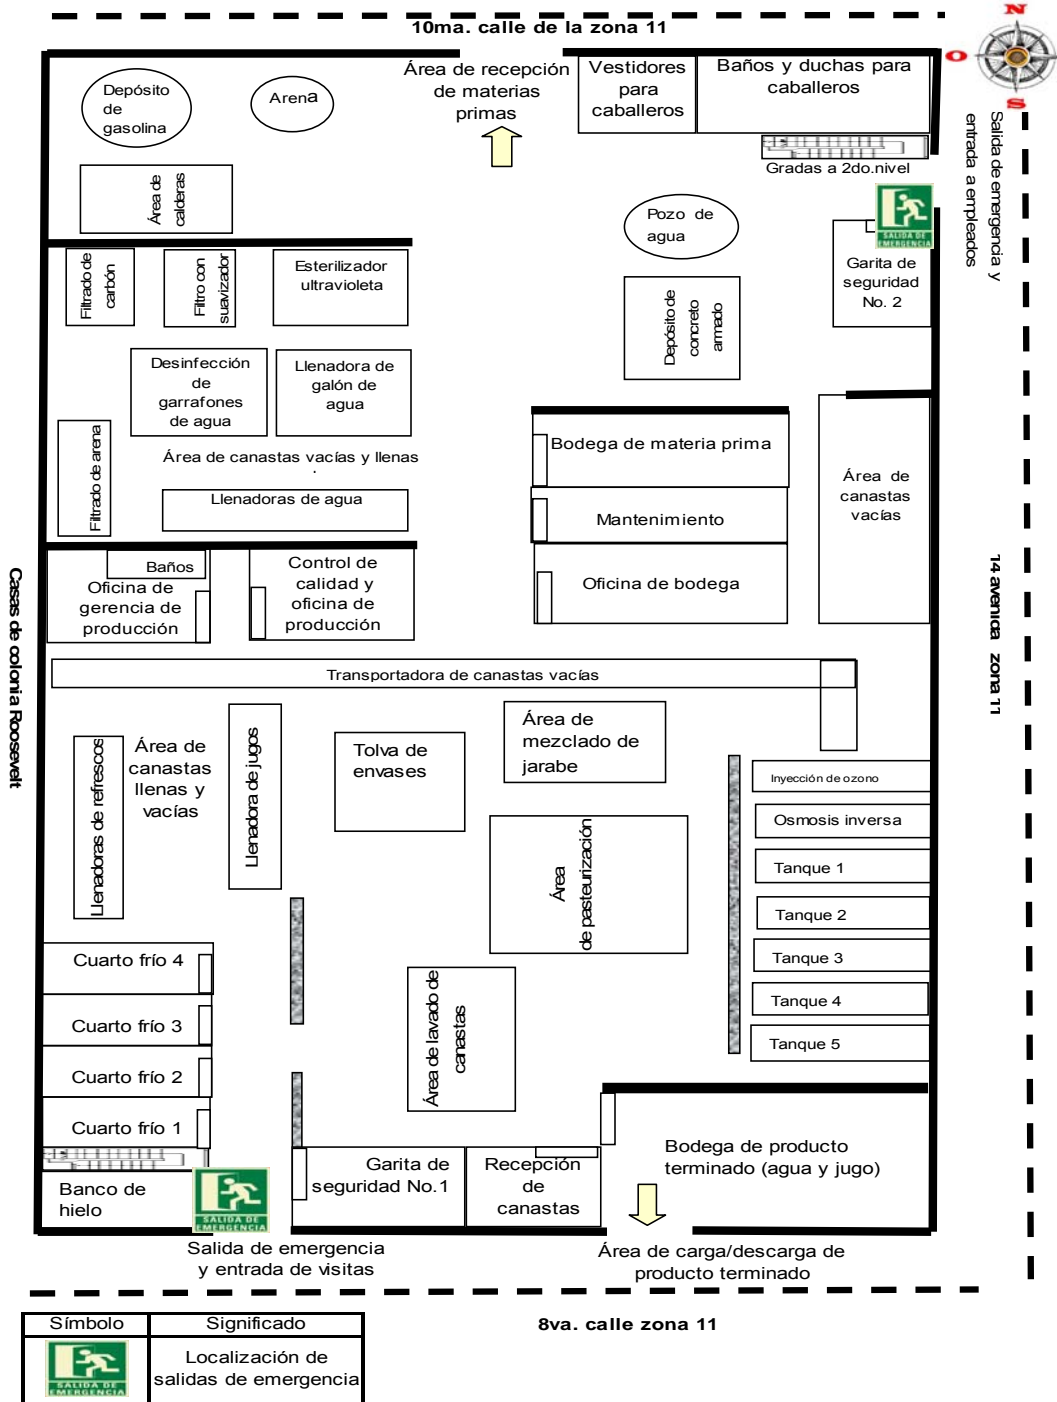 10ma. calle de la zona 11
N
O
S
Depósito
de
gasolina
Arena
Área de recepción
de materias
primas
Vestidores
para
caballeros
Baños y duchas para
caballeros
Gradas a 2do.nivel
Salida de emergencia y
entrada a empleados
Área de
calderas
Pozo de
agua
SALIDA DE
EMERGENCIA
Garita de
seguridad
No. 2
Filtrado de
carbón
Filtro con
suavizador
Esterilizador
ultravioleta
Depósito de
concreto
armado
Desinfección
de
garrafones
de agua
Llenadora de
galón de
agua
Filtrado de arena
Área de canastas vacías y llenas
Llenadoras de agua
Bodega de materia prima
Mantenimiento
Oficina de bodega
Área de
canastas
vacías
Baños
Oficina de
gerencia de
producción
Control de
calidad y
oficina de
producción
Casas de colonia Roosevelt
14 avenida zona 11
Transportadora de canastas vacías
Llenadoras de refrescos
Área de
canastas
llenas y
vacías
Llenadora de jugos
Tolva de
envases
Área de
mezclado de
jarabe
Área
de pasteurización
Inyección de ozono
Osmosis inversa
Tanque 1
Tanque 2
Tanque 3
Tanque 4
Tanque 5
Cuarto frío 4
Cuarto frío 3
Cuarto frío 2
Cuarto frío 1
Área de lavado de
canastas
Banco de
hielo
SALIDA DE
EMERGENCIA
Garita de
seguridad No.1
Recepción
de
canastas
Bodega de producto
terminado (agua y jugo)
Salida de emergencia
y entrada de visitas
Área de carga/descarga de
producto terminado
8va. calle zona 11
Símbolo
Significado
SALIDA DE
EMERGENCIA
Localización de
salidas de emergencia